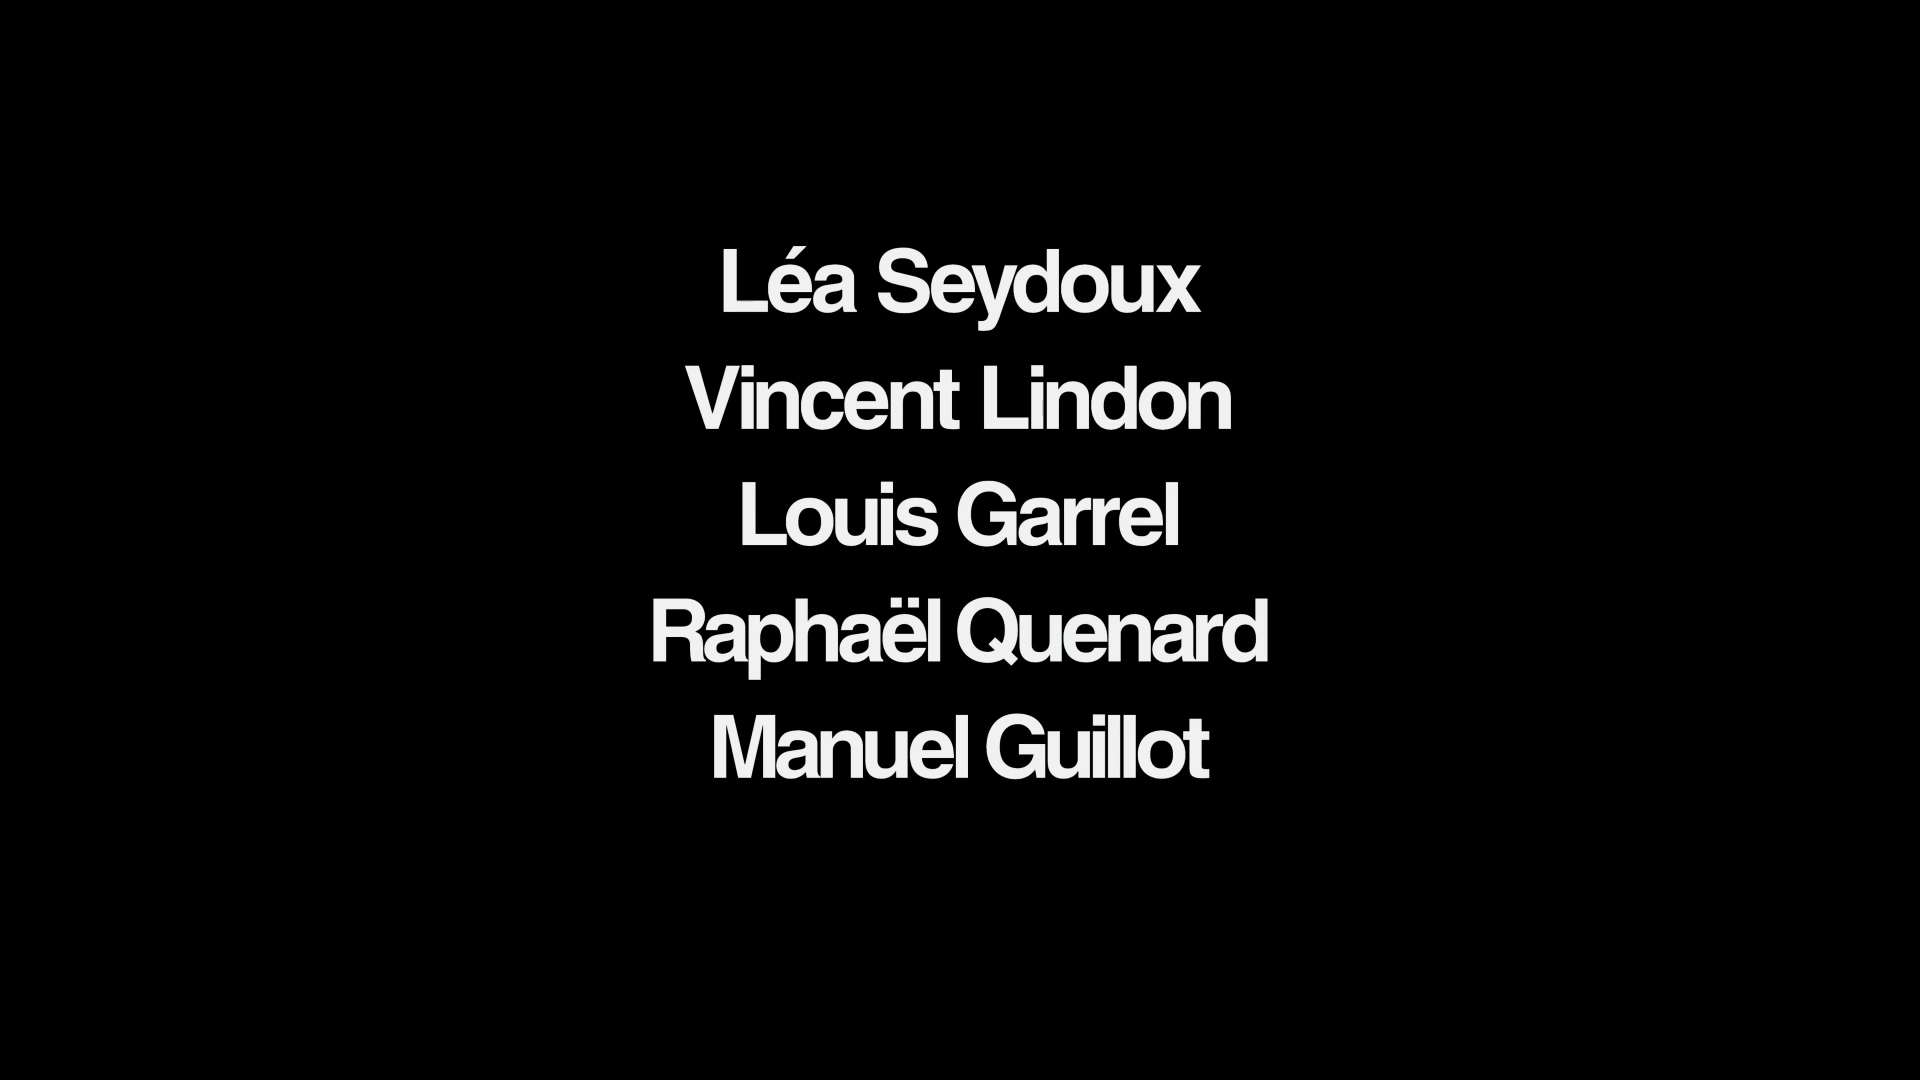 Léa Seydoux
Vincent Lindon
Louis Garrel
Raphaël Quenard
Manuel Guillot